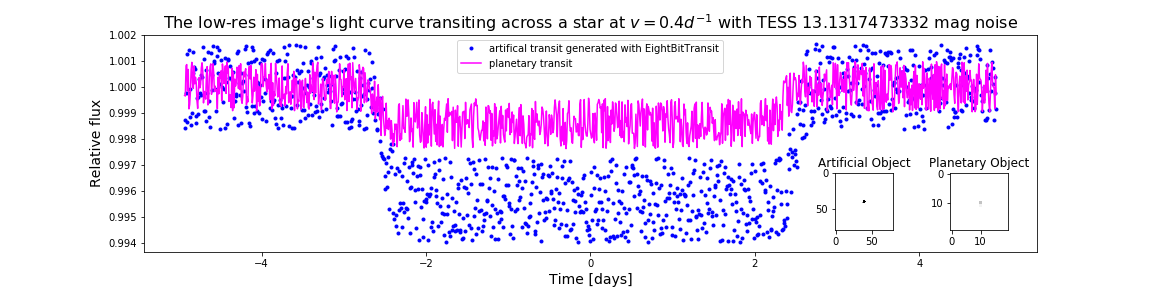 The low-res image's light curve transiting across a star at v = 0.4d⁻¹ with TESS 13.1317473332 mag noise
artifical transit generated with EightBitTransit
planetary transit
Relative flux
1.002
1.001
1.000
0.999
0.998
0.997
0.996
0.995
0.994
Artificial Object
0
50
0 50
Planetary Object
0
10
0 10
−4 −2 0 2 4
Time [days]